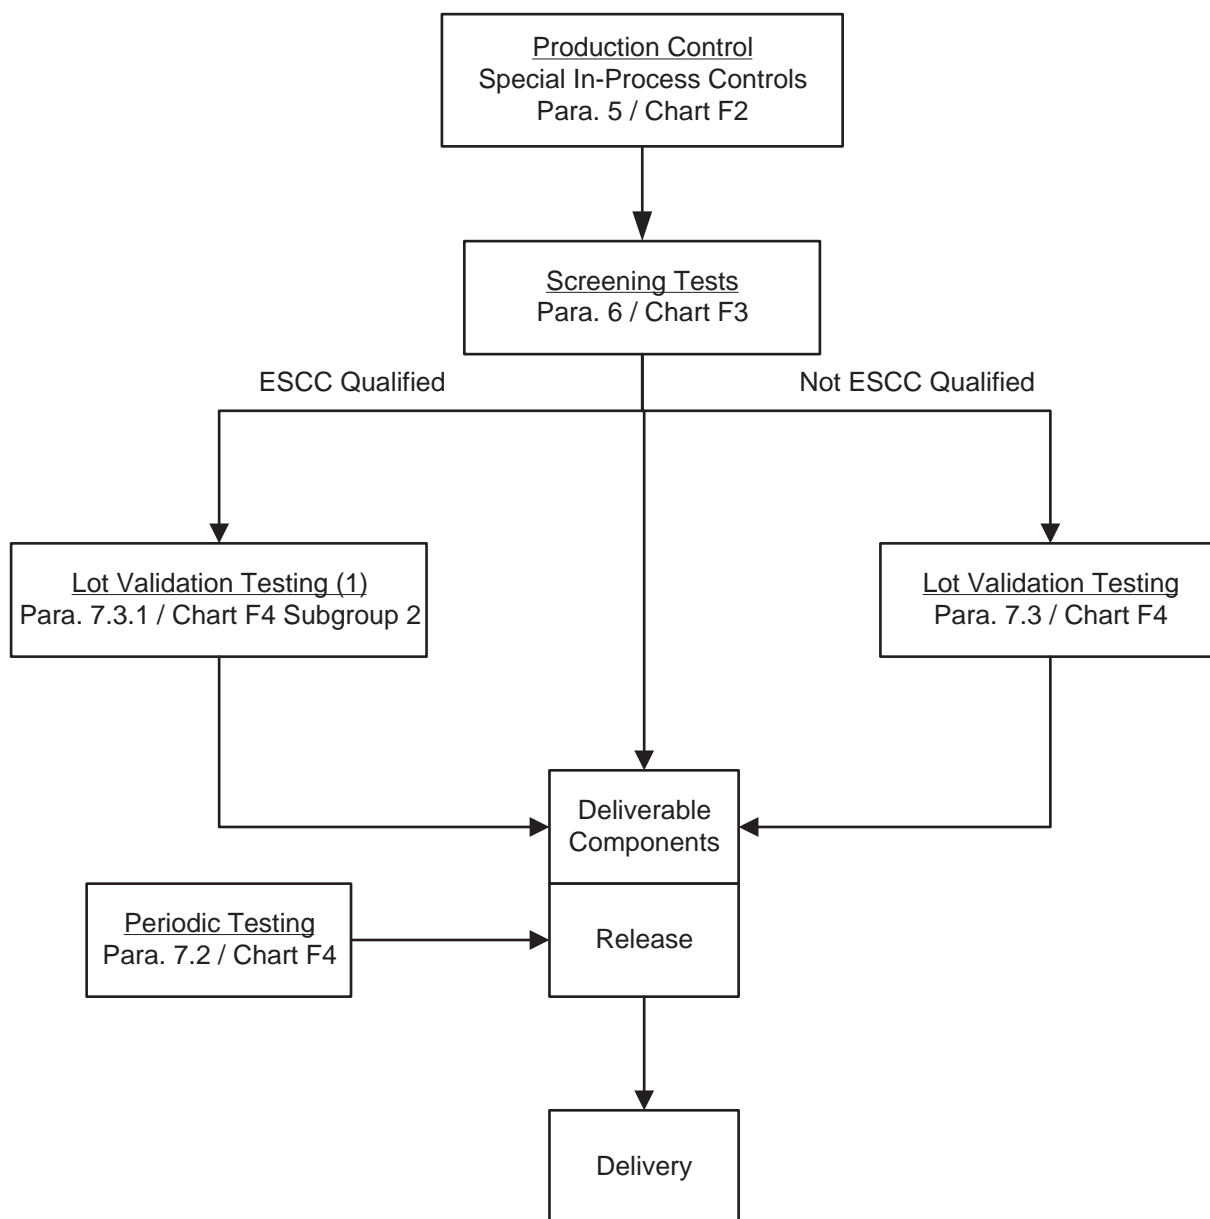 Production Control
Special In-Process Controls
Para. 5 / Chart F2
Screening Tests
Para. 6 / Chart F3
ESCC Qualified
Not ESCC Qualified
Lot Validation Testing (1)
Para. 7.3.1 / Chart F4 Subgroup 2
Lot Validation Testing
Para. 7.3 / Chart F4
Deliverable
Components
Periodic Testing
Para. 7.2 / Chart F4
Release
Delivery